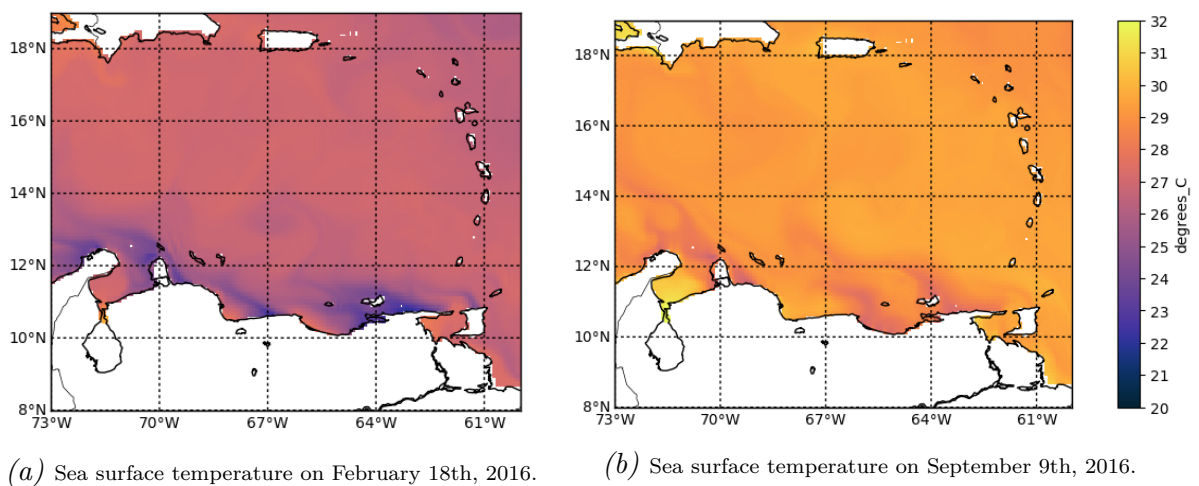 18°N
16°N
14°N
12°N
10°N
8°N
73°W 70°W 67°W 64°W 61°W
18°N
16°N
14°N
12°N
10°N
8°N
73°W 70°W 67°W 64°W 61°W
32
31
30
29
28
27
26
25
24
23
22
21
20
degrees_C
(a) Sea surface temperature on February 18th, 2016.
(b) Sea surface temperature on September 9th, 2016.